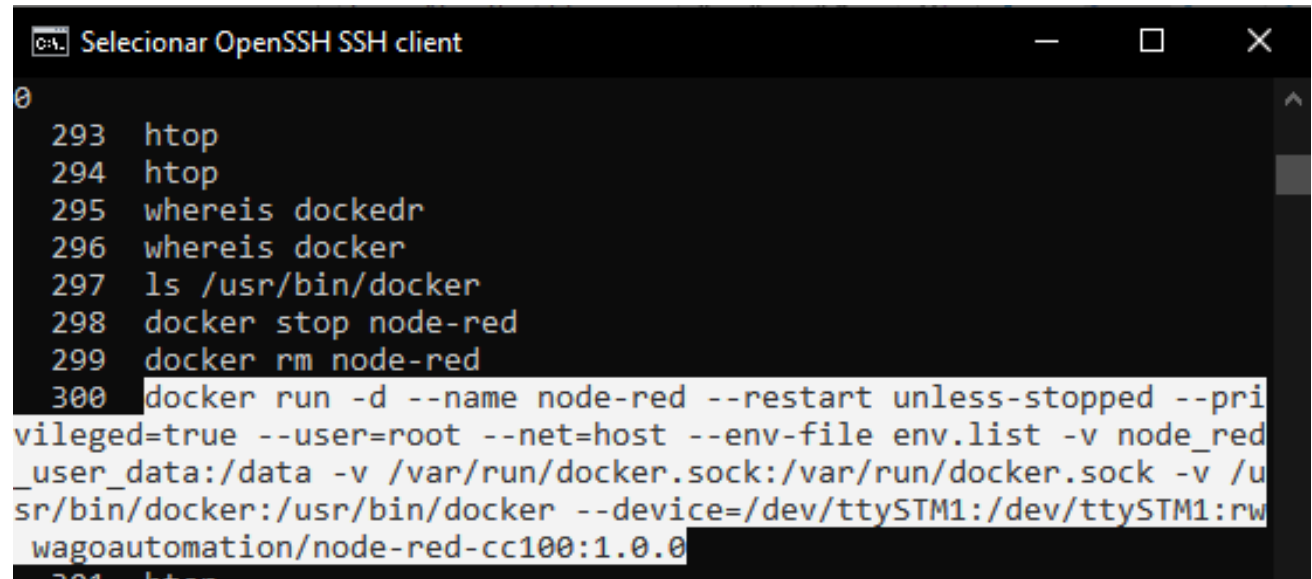 Selecionar OpenSSH SSH client
0
293 htop
294 htop
295 whereis dockedr
296 whereis docker
297 ls /usr/bin/docker
298 docker stop node-red
299 docker rm node-red
300 docker run -d --name node-red --restart unless-stopped --pri
vileged=true --user=root --net=host --env-file env.list -v node_red
_user_data:/data -v /var/run/docker.sock:/var/run/docker.sock -v /u
sr/bin/docker:/usr/bin/docker --device=/dev/ttySTM1:/dev/ttySTM1:rw
wagoautomation/node-red-cc100:1.0.0
301 htop